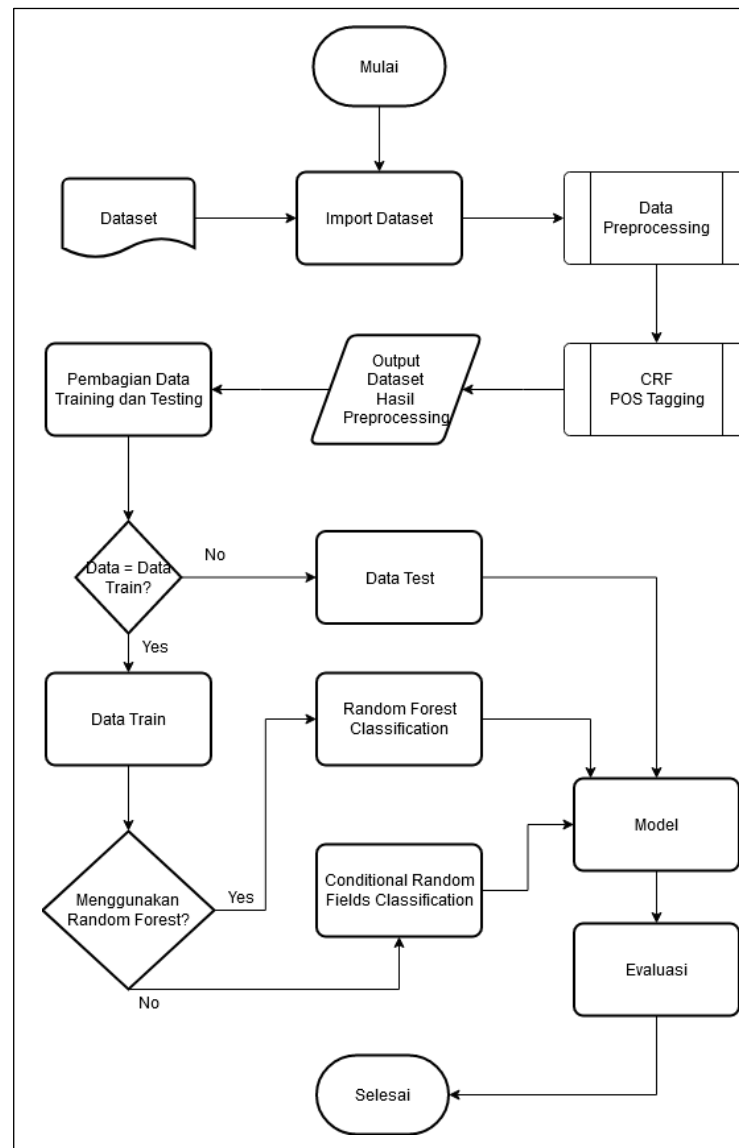 Mulai
Dataset
Import Dataset
Data
Preprocessing
CRF
POS Tagging
Output
Dataset
Hasil
Preprocessing
Pembagian Data
Training dan Testing
Data = Data
Train?
No
Data Test
Yes
Data Train
Random Forest
Classification
Menggunakan
Random Forest?
Yes
No
Conditional Random
Fields Classification
Model
Evaluasi
Selesai